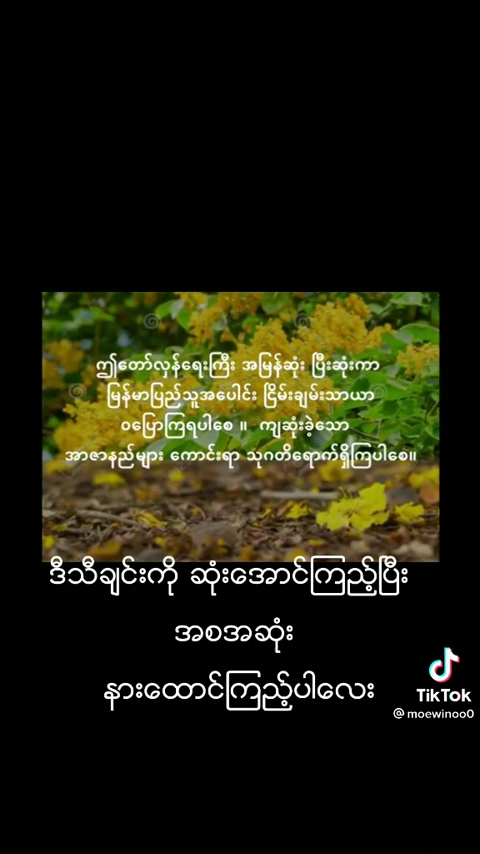 ဤတော်လှန်ရေးကြီး အမြန်ဆုံး ပြီးဆုံးကာ
မြန်မာပြည်သူအပေါင်း ငြိမ်းချမ်းသာယာ
ဝပြောကြရပါစေ ။ ကျဆုံးခဲ့သော
အာဇာနည်များ ကောင်းရာ သုဂတိရောက်ရှိကြပါစေ။
ဒီသီချင်းကို ဆုံးအောင်ကြည့်ပြီး
အစအဆုံး
နားထောင်ကြည့်ပါလေး
TikTok
@moewinoo0